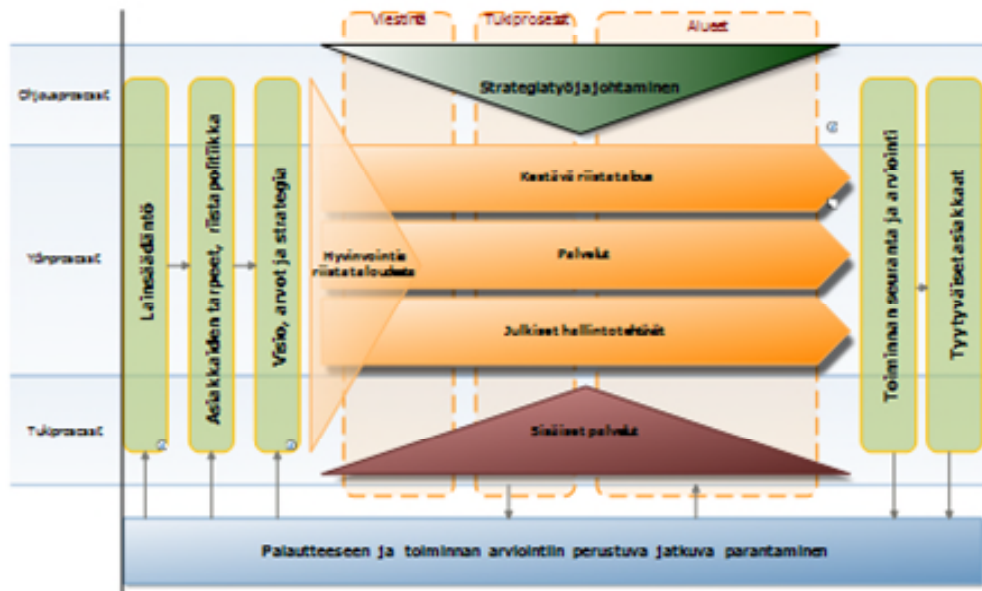 Viestintä
Tukiprosessit
Alueet
Ohjausprosessit
Strategiatyö ja johtaminen
Lainsäädäntö
Asiakkaiden tarpeet, riistapolitiikka
Visio, arvot ja strategia
Kestävä riistatalous
Ydinprosessit
Hyvinvointia
riistataloudesta
Palvelut
Julkiset hallintotehtävät
Toiminnan seuranta ja arviointi
Tyytyväiset asiakkaat
Tukiprosessit
Sisäiset palvelut
Palautteeseen ja toiminnan arviointiin perustuva jatkuva parantaminen